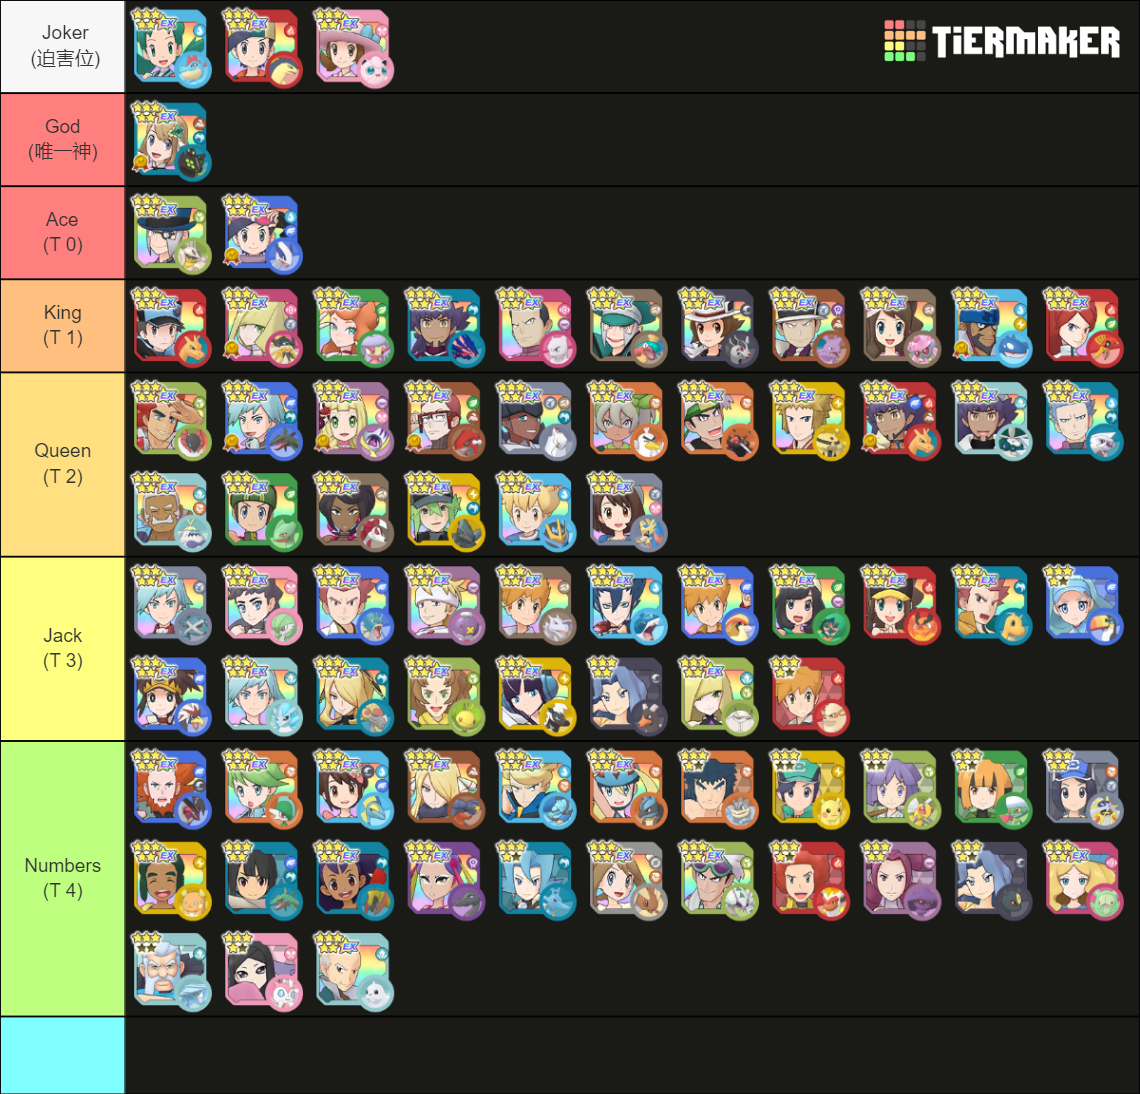 Joker
(迫害位)
TiERMAKER
God
(唯一神)
Ace
(T 0)
King
(T 1)
Queen
(T 2)
Jack
(T 3)
Numbers
(T 4)